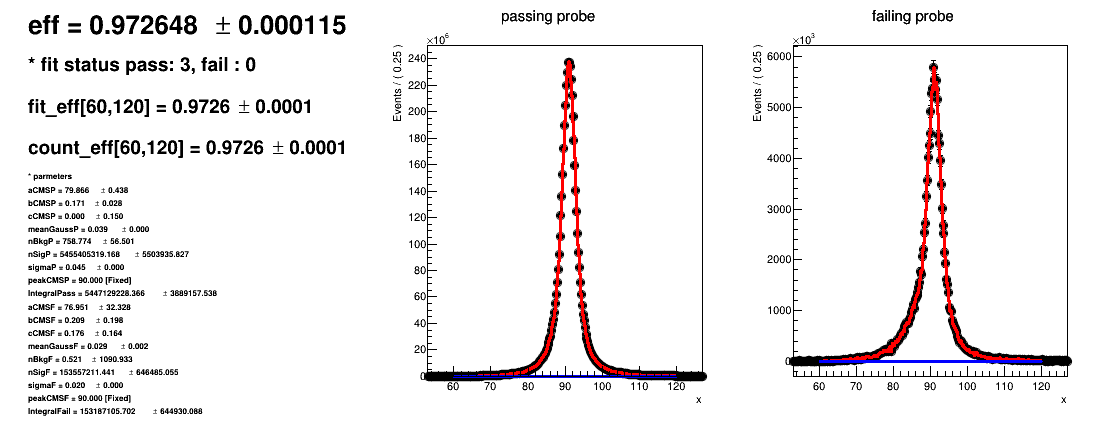 eff = 0.972648 ± 0.000115
* fit status pass: 3, fail : 0
fit_eff[60,120] = 0.9726 ± 0.0001
count_eff[60,120] = 0.9726 ± 0.0001
* parmeters
aCMSP = 79.866 ± 0.438
bCMSP = 0.171 ± 0.028
cCMSP = 0.000 ± 0.150
meanGaussP = 0.039 ± 0.000
nBkgP = 758.774 ± 56.501
nSigP = 5455405319.168 ± 5503935.827
sigmaP = 0.045 ± 0.000
peakCMSP = 90.000 [Fixed]
IntegralPass = 5447129228.366 ± 3889157.538
aCMSF = 76.951 ± 32.328
bCMSF = 0.209 ± 0.198
cCMSF = 0.176 ± 0.164
meanGaussF = 0.029 ± 0.002
nBkgF = 0.521 ± 1090.933
nSigF = 153557211.441 ± 646485.055
sigmaF = 0.020 ± 0.000
peakCMSF = 90.000 [Fixed]
IntegralFail = 153187105.702 ± 644930.088
passing probe
×10⁶
Events / ( 0.25 )
240
220
200
180
160
140
120
100
80
60
40
20
0
60 70 80 90 100 110 120
x
failing probe
×10³
Events / ( 0.25 )
6000
5000
4000
3000
2000
1000
0
60 70 80 90 100 110 120
x